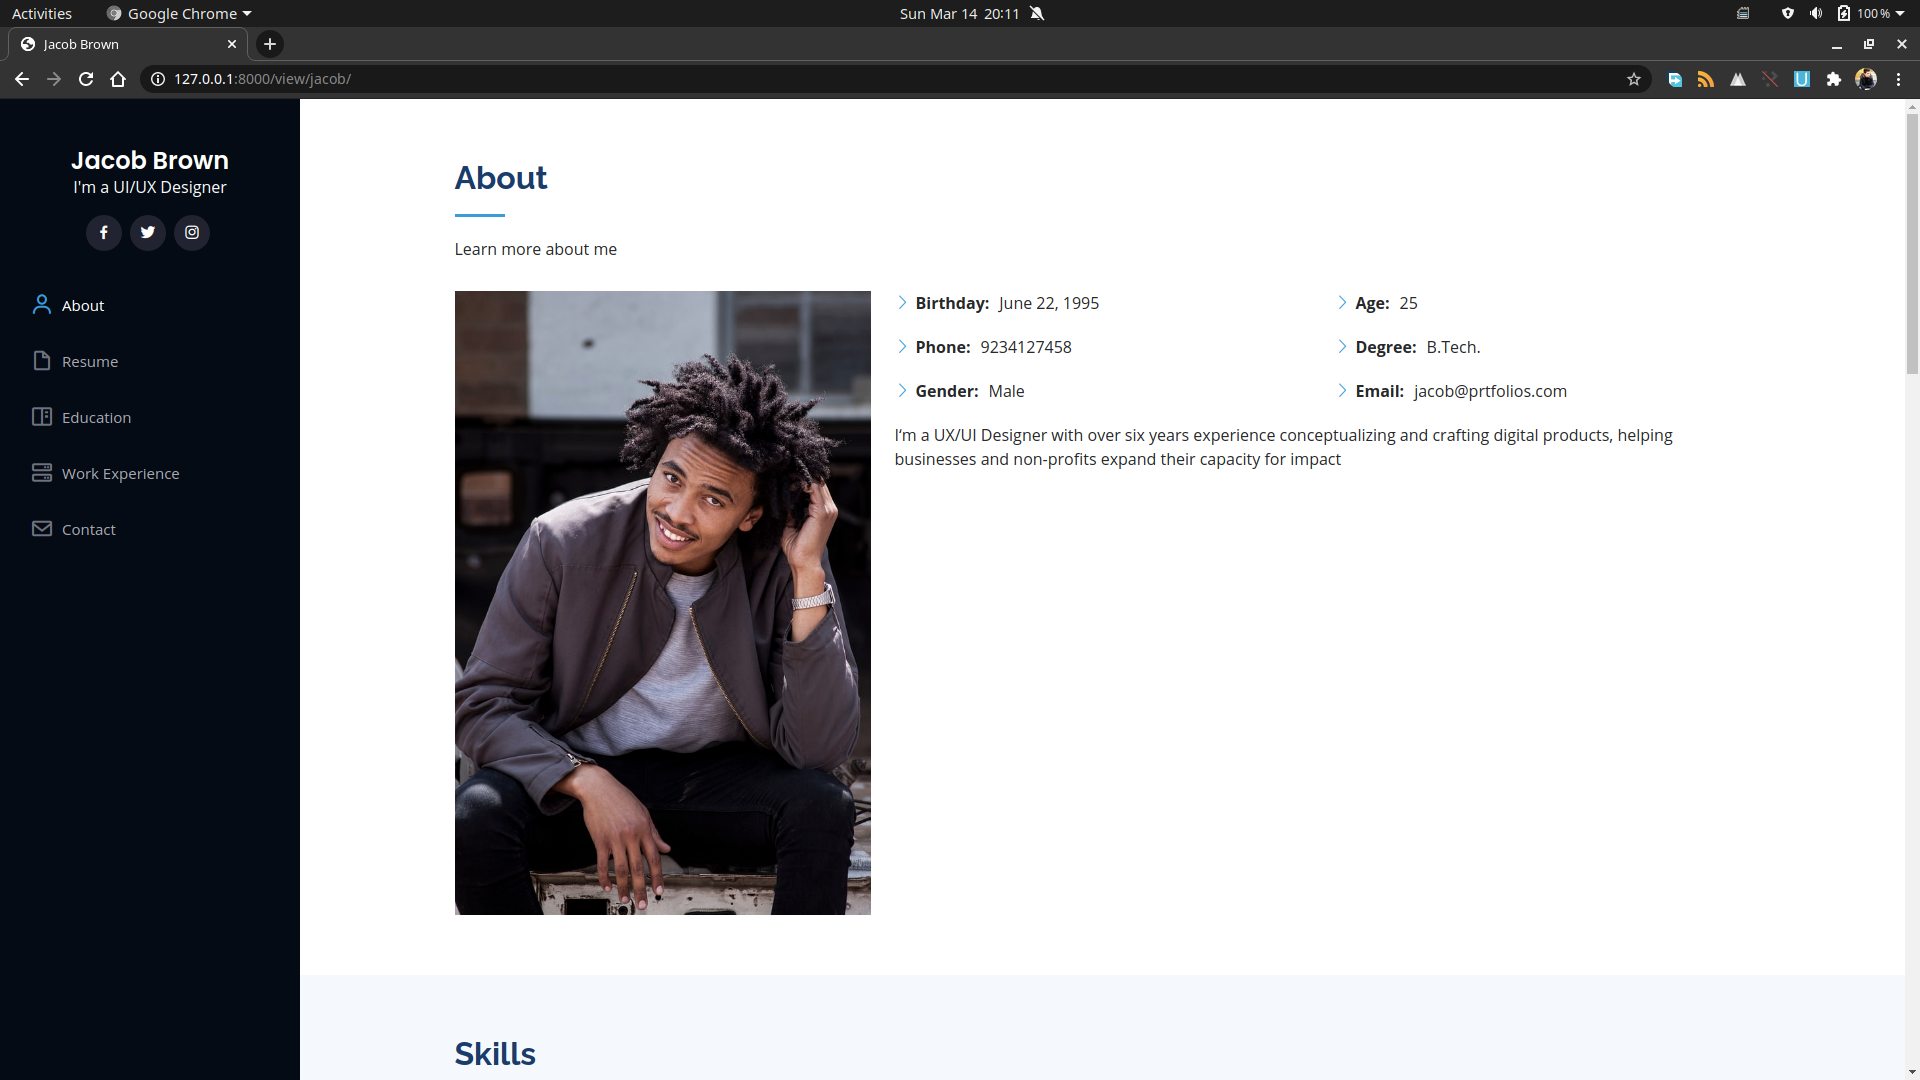 Activities
Google Chrome
Sun Mar 14 20:11
100 %
Jacob Brown
127.0.0.1:8000/view/jacob/
Jacob Brown
I'm a UI/UX Designer
About
Resume
Education
Work Experience
Contact
About
Learn more about me
Birthday: June 22, 1995
Age: 25
Phone: 9234127458
Degree: B.Tech.
Gender: Male
Email: jacob@prtfolios.com
I’m a UX/UI Designer with over six years experience conceptualizing and crafting digital products, helping
businesses and non-profits expand their capacity for impact
Skills